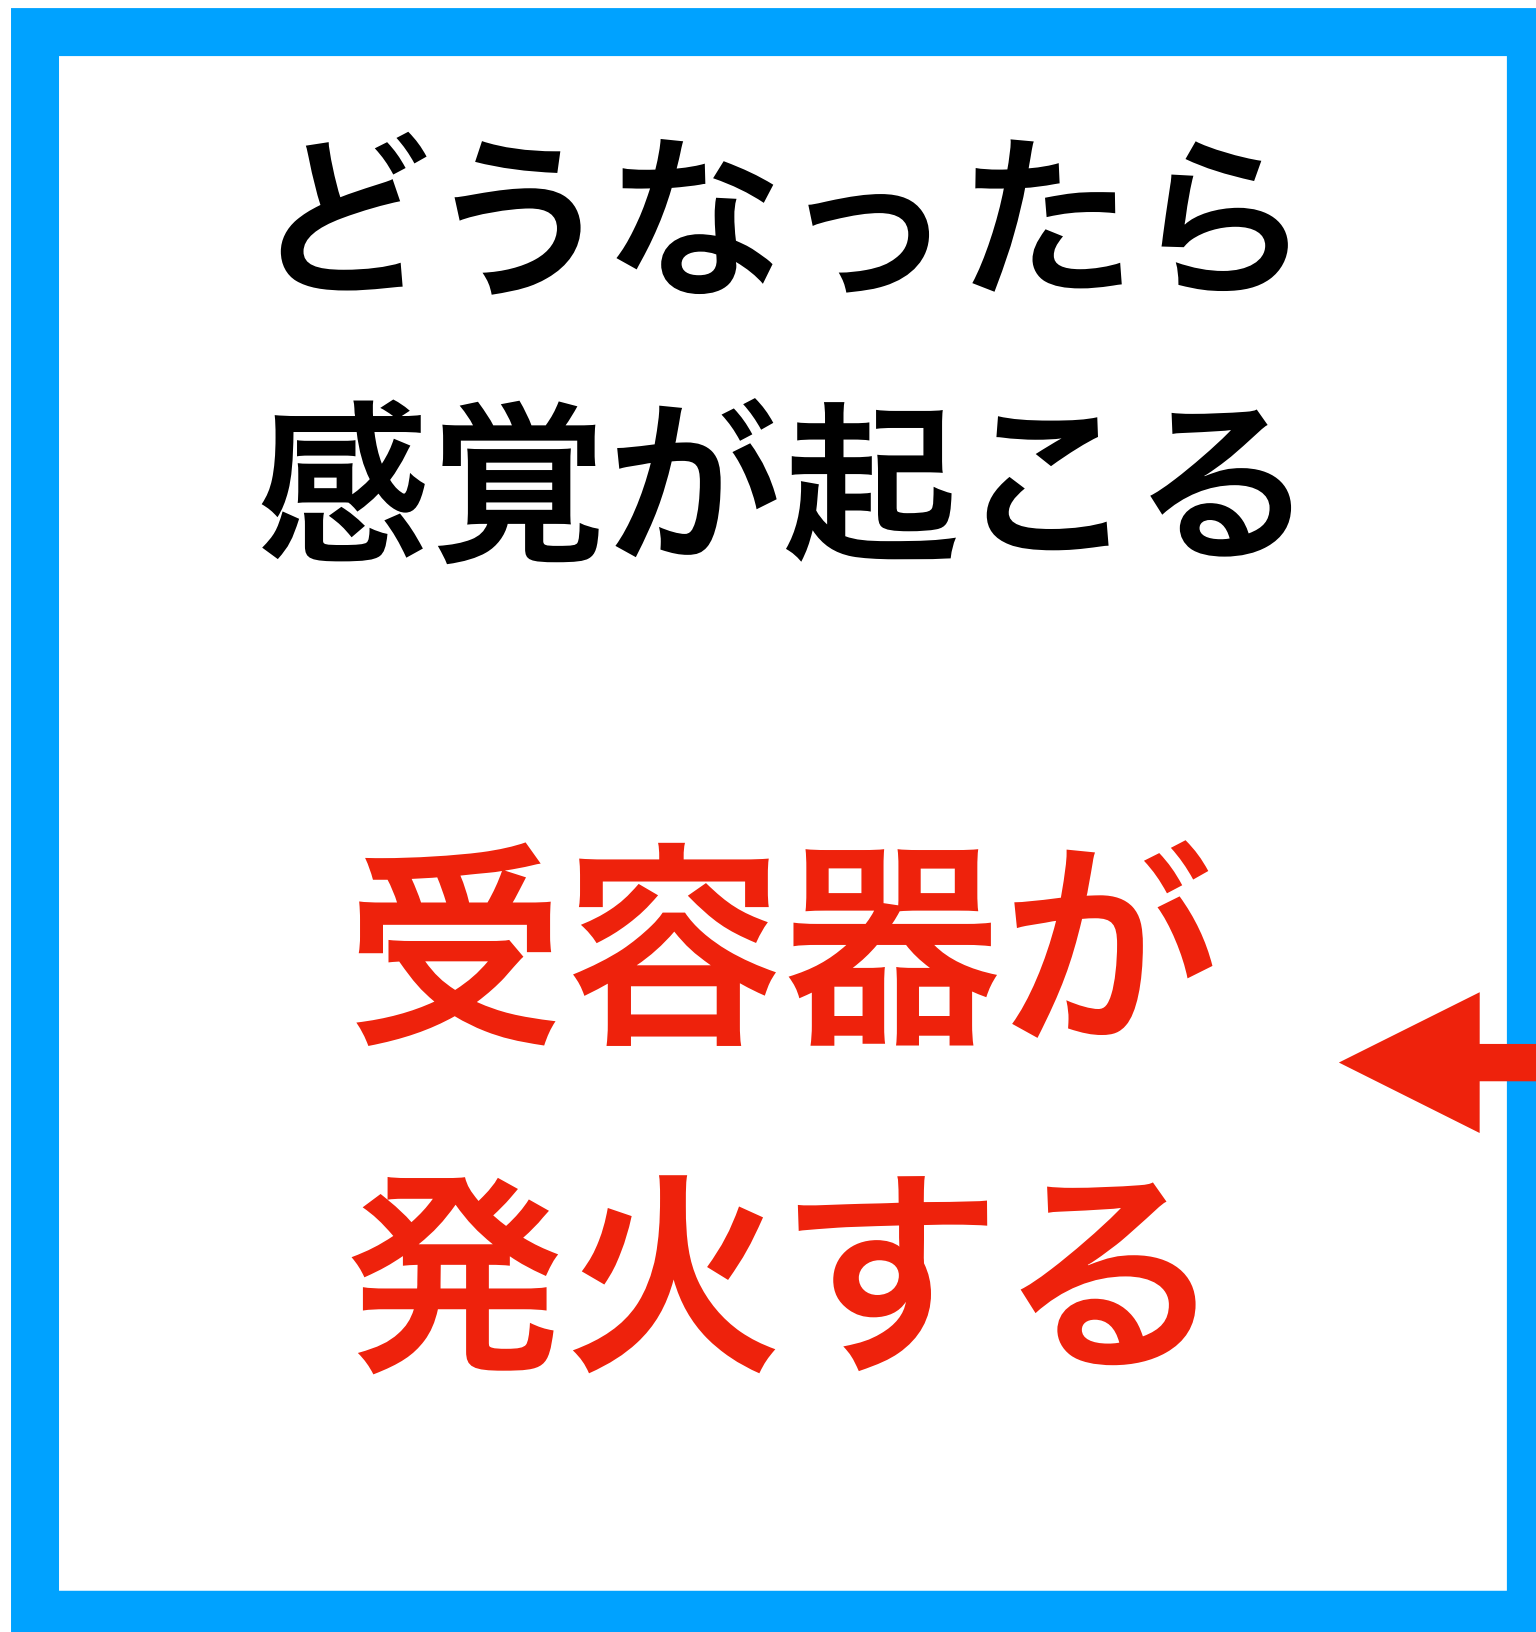 どうなったら
感覚が起こる
受容器が
発火する